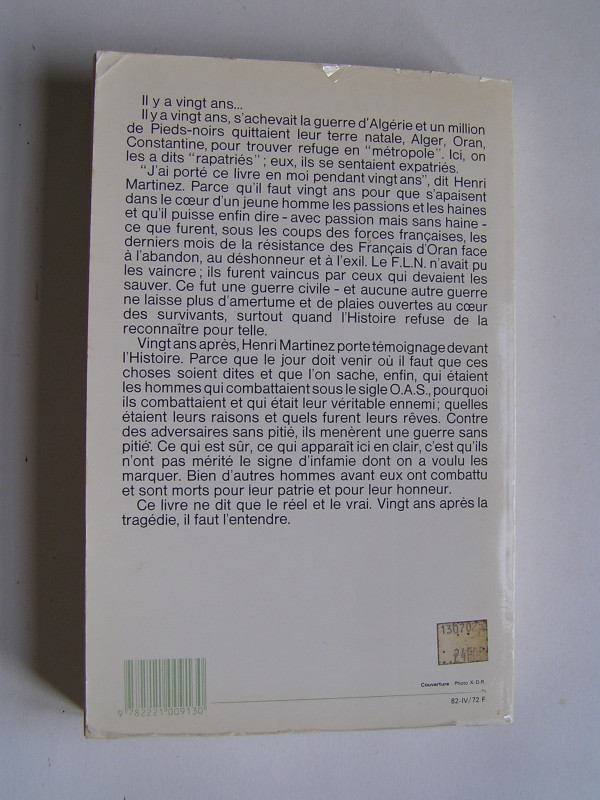 Il y a vingt ans...
Il y a vingt ans, s'achevait la guerre d'Algérie et un million
de Pieds-noirs quittaient leur terre natale, Alger, Oran,
Constantine, pour trouver refuge en "métropole". Ici, on
les a dits "rapatriés" ; eux, ils se sentaient expatriés.
"J'ai porté ce livre en moi pendant vingt ans", dit Henri
Martinez. Parce qu'il faut vingt ans pour que s'apaisent
dans le cœur d'un jeune homme les passions et les haines
et qu'il puisse enfin dire - avec passion mais sans haine -
ce que furent, sous les coups des forces françaises, les
derniers mois de la résistance des Français d'Oran face
à l'abandon, au déshonneur et à l'exil. Le F.L.N. n'avait pu
les vaincre ; ils furent vaincus par ceux qui devaient les
sauver. Ce fut une guerre civile - et aucune autre guerre
ne laisse plus d'amertume et de plaies ouvertes au cœur
des survivants, surtout quand l'Histoire refuse de la
reconnaître pour telle.
Vingt ans après, Henri Martinez porte témoignage devant
l'Histoire. Parce que le jour doit venir où il faut que ces
choses soient dites et que l'on sache, enfin, qui étaient
les hommes qui combattaient sous le sigle O.A.S., pourquoi
ils combattaient et qui était leur véritable ennemi ; quelles
étaient leurs raisons et quels furent leurs rêves. Contre
des adversaires sans pitié, ils menèrent une guerre sans
pitié. Ce qui est sûr, ce qui apparaît ici en clair, c'est qu'ils
n'ont pas mérité le signe d'infamie dont on a voulu les
marquer. Bien d'autres hommes avant eux ont combattu
et sont morts pour leur patrie et pour leur honneur.
Ce livre ne dit que le réel et le vrai. Vingt ans après la
tragédie, il faut l'entendre.
Couverture : Photo X-D.R.
82-IV/72 F
9 782221 009130